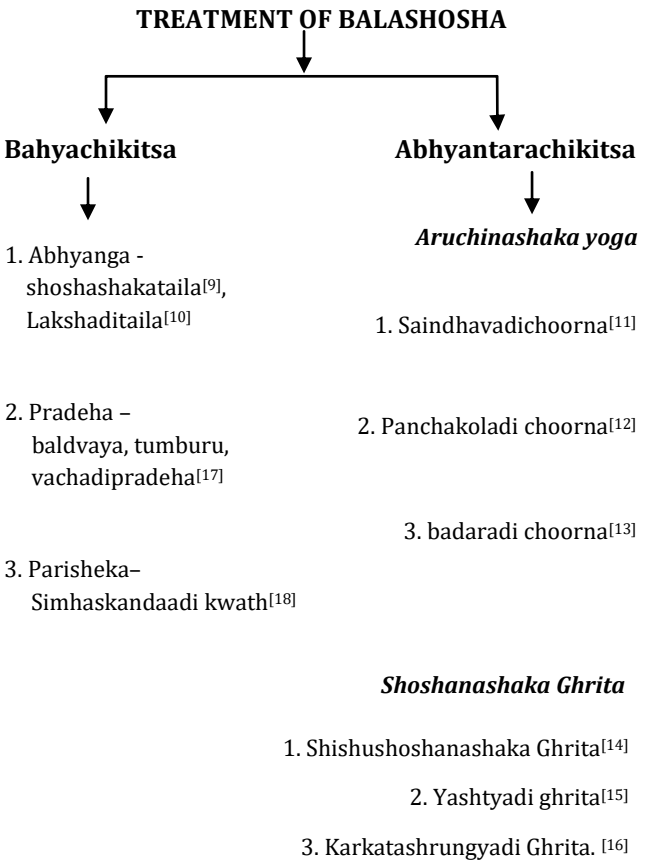 TREATMENT OF BALASHOSHA
Bahyachikitsa
1. Abhyanga -
shoshashakataila[9],
Lakshaditaila[10]
2. Pradeha –
baldvaya, tumburu,
vachadipradeha[17]
3. Parisheka–
Simhaskandaadi kwath[18]
Abhyantarachikitsa
Aruchinashaka yoga
1. Saindhavadichoorna[11]
2. Panchakoladi choorna[12]
3. badaradi choorna[13]
Shoshanashaka Ghrita
1. Shishushoshanashaka Ghrita[14]
2. Yashtyadi ghrita[15]
3. Karkatashrungyadi Ghrita. [16]